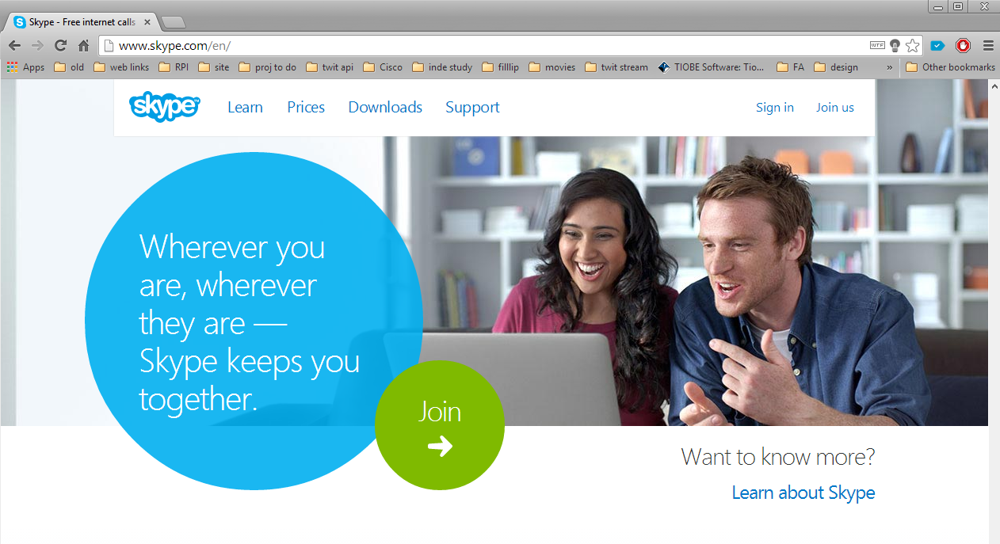 Skype - Free internet calls
www.skype.com/en/
WTF
Apps old web links RPI site proj to do twit api Cisco inde study filllip movies twit stream TIOBE Software: Tio... FA design » Other bookmarks
skype™ Learn Prices Downloads Support Sign in Join us
Wherever you
are, wherever
they are —
Skype keeps you
together.
Join
Want to know more?
Learn about Skype